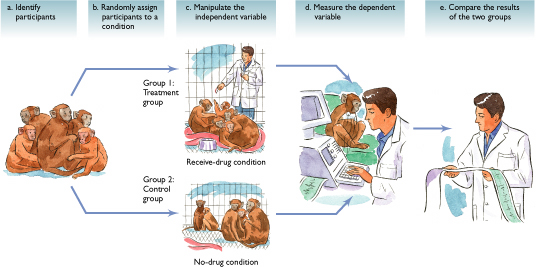 a. Identify
participants
b. Randomly assign
participants to a
condition
c. Manipulate the
independent variable
d. Measure the dependent
variable
e. Compare the results
of the two groups
Group 1:
Treatment
group
Receive-drug condition
Group 2:
Control
group
No-drug condition